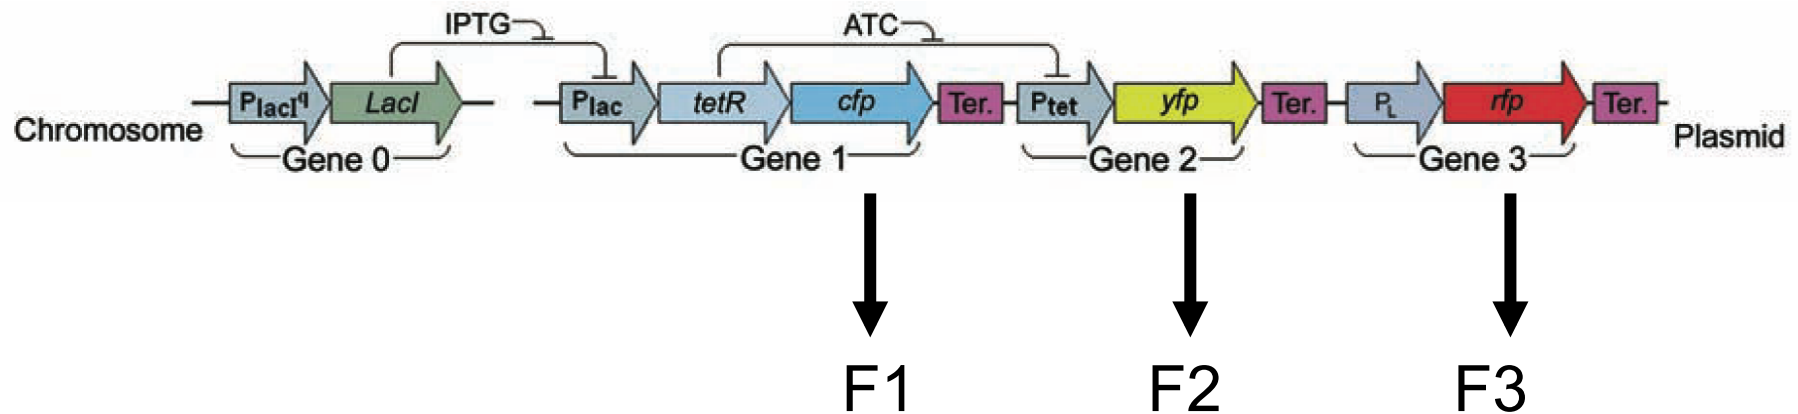 IPTG
ATC
Chromosome
PlacIq
LacI
Plac
tetR
cfp
Ter.
Ptet
yfp
Ter.
PL
rfp
Ter.
Plasmid
Gene 0
Gene 1
Gene 2
Gene 3
F1
F2
F3